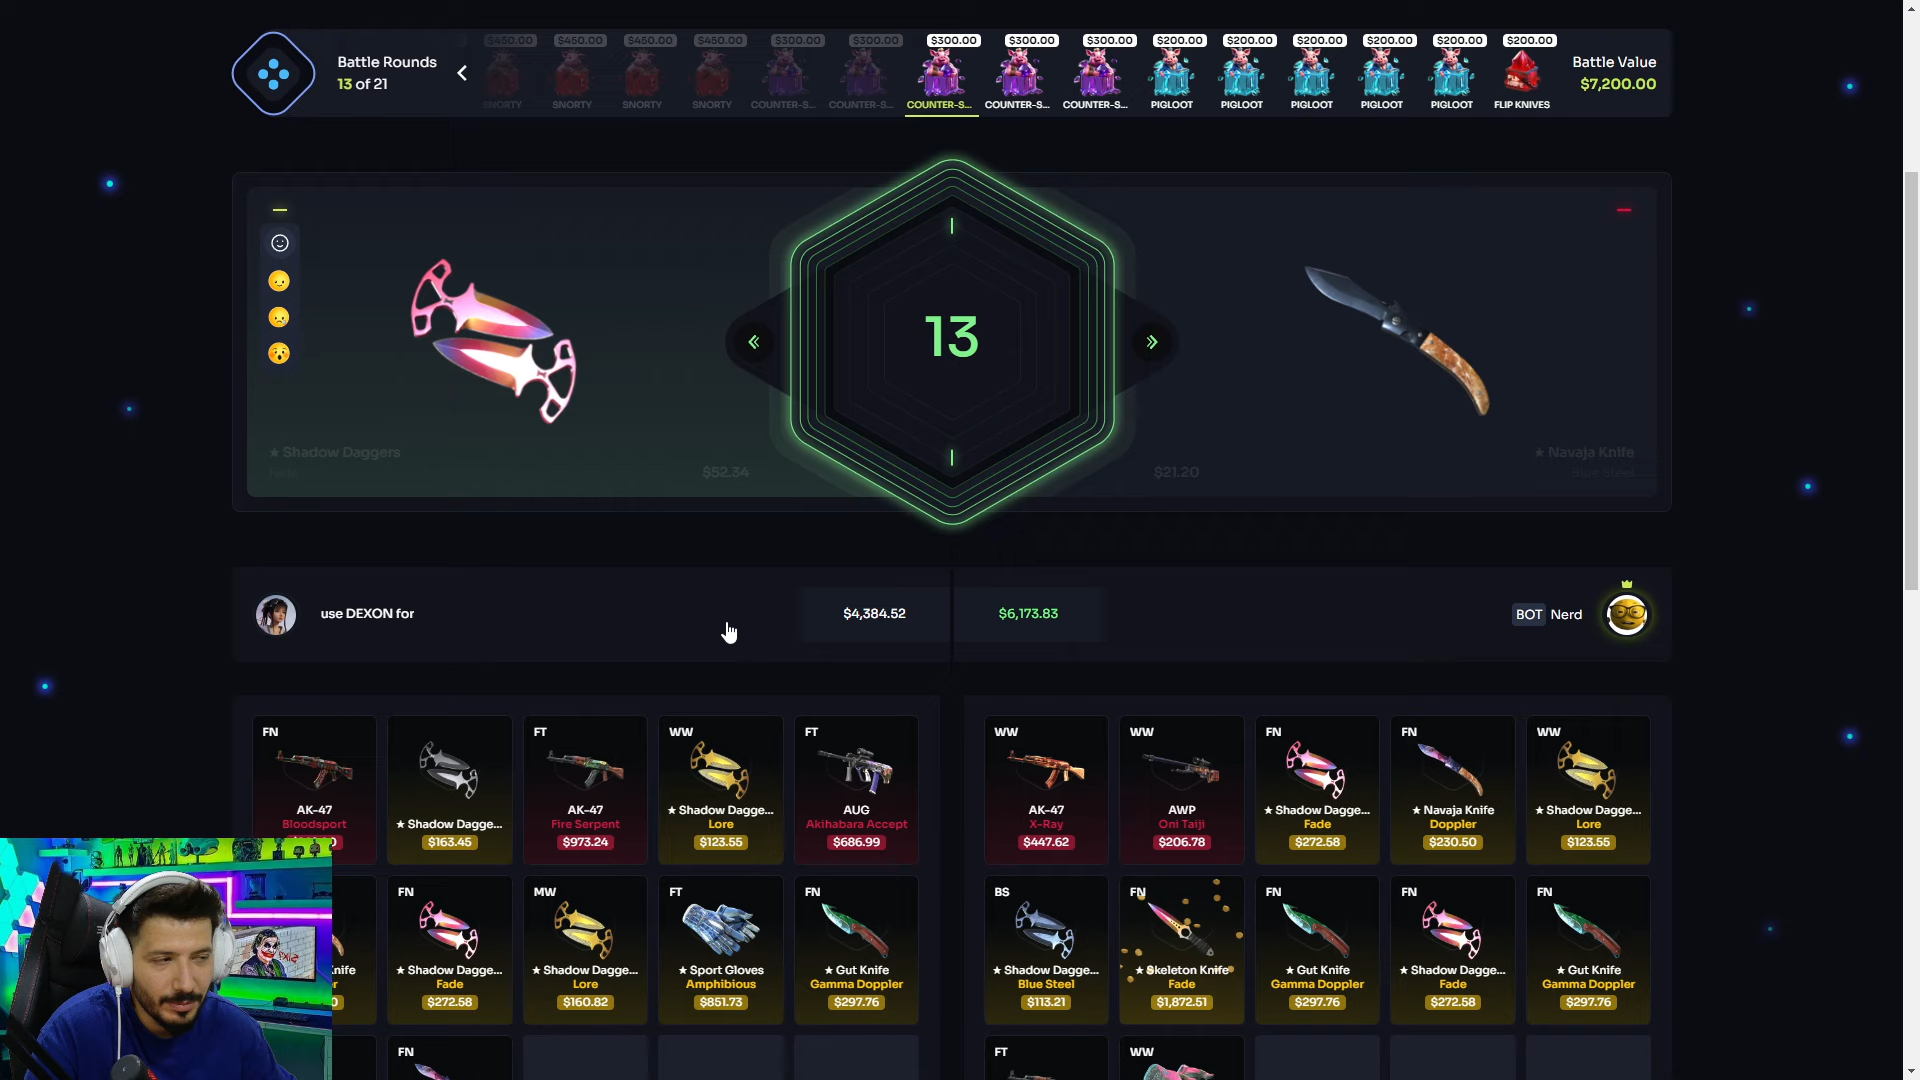 Battle Rounds
13 of 21
$450.00
$450.00
$450.00
$450.00
$300.00
$300.00
$300.00
$300.00
$300.00
$200.00
$200.00
$200.00
$200.00
$200.00
$200.00
SNORTY
SNORTY
SNORTY
SNORTY
COUNTER-S...
COUNTER-S...
COUNTER-S...
COUNTER-S...
COUNTER-S...
PIGLOOT
PIGLOOT
PIGLOOT
PIGLOOT
PIGLOOT
FLIP KNIVES
Battle Value
$7,200.00
13
★ Shadow Daggers
Fade
$52.34
$21.20
★ Navaja Knife
Blue Steel
use DEXON for
$4,384.52
$6,173.83
BOT Nerd
FN
AK-47
Bloodsport
★ Shadow Dagge...
$163.45
FT
AK-47
Fire Serpent
$973.24
WW
★ Shadow Dagge...
Lore
$123.55
FT
AUG
Akihabara Accept
$686.99
WW
AK-47
X-Ray
$447.62
WW
AWP
Oni Taiji
$206.78
FN
★ Shadow Dagge...
Fade
$272.58
FN
★ Navaja Knife
Doppler
$230.50
WW
★ Shadow Dagge...
Lore
$123.55
FN
★ Shadow Dagge...
Fade
$272.58
MW
★ Shadow Dagge...
Lore
$160.82
FT
★ Sport Gloves
Amphibious
$851.73
FN
★ Gut Knife
Gamma Doppler
$297.76
BS
★ Shadow Dagge...
Blue Steel
$113.21
FN
★ Skeleton Knife
Fade
$1,872.51
FN
★ Gut Knife
Gamma Doppler
$297.76
FN
★ Shadow Dagge...
Fade
$272.58
FN
★ Gut Knife
Gamma Doppler
$297.76
FN
FT
WW